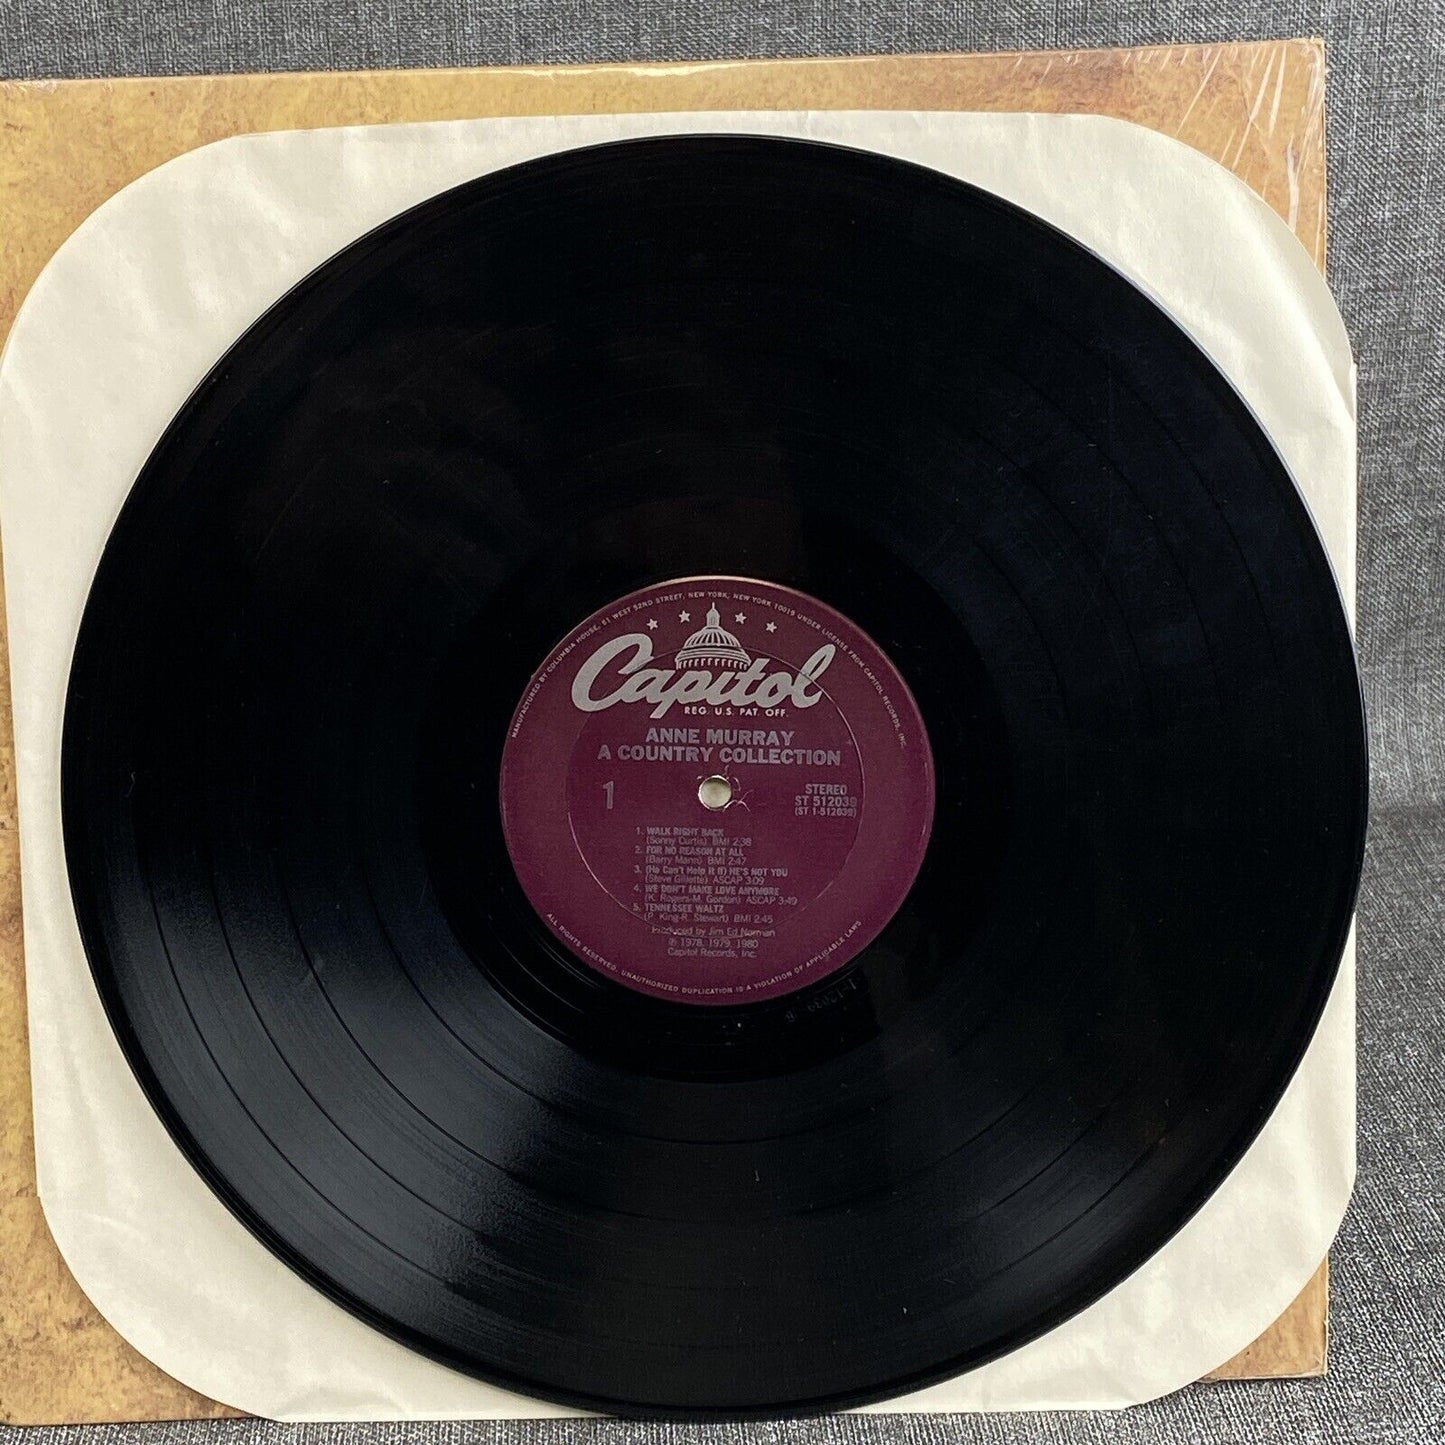 MANUFACTURED BY COLUMBIA HOUSE, 51 WEST 52ND STREET, NEW YORK, NEW YORK 10019 UNDER LICENSE FROM CAPITOL RECORDS, INC.
Capitol
REG. U.S. PAT. OFF.
ANNE MURRAY
A COUNTRY COLLECTION
1
STEREO
ST 512039
(ST 1-512039)
1. WALK RIGHT BACK
(Sonny Curtis) BMI 2:38
2. FOR NO REASON AT ALL
(Barry Mann) BMI 2:47
3. (He Can't Help It If) HE'S NOT YOU
(Steve Gillette) ASCAP 3:09
4. WE DON'T MAKE LOVE ANYMORE
(K. Rogers-M. Gordon) ASCAP 3:49
5. TENNESSEE WALTZ
(P. King-R. Stewart) BMI 2:45
Produced by Jim Ed Norman
℗ 1978, 1979, 1980
Capitol Records, Inc.
ALL RIGHTS RESERVED. UNAUTHORIZED DUPLICATION IS A VIOLATION OF APPLICABLE LAWS